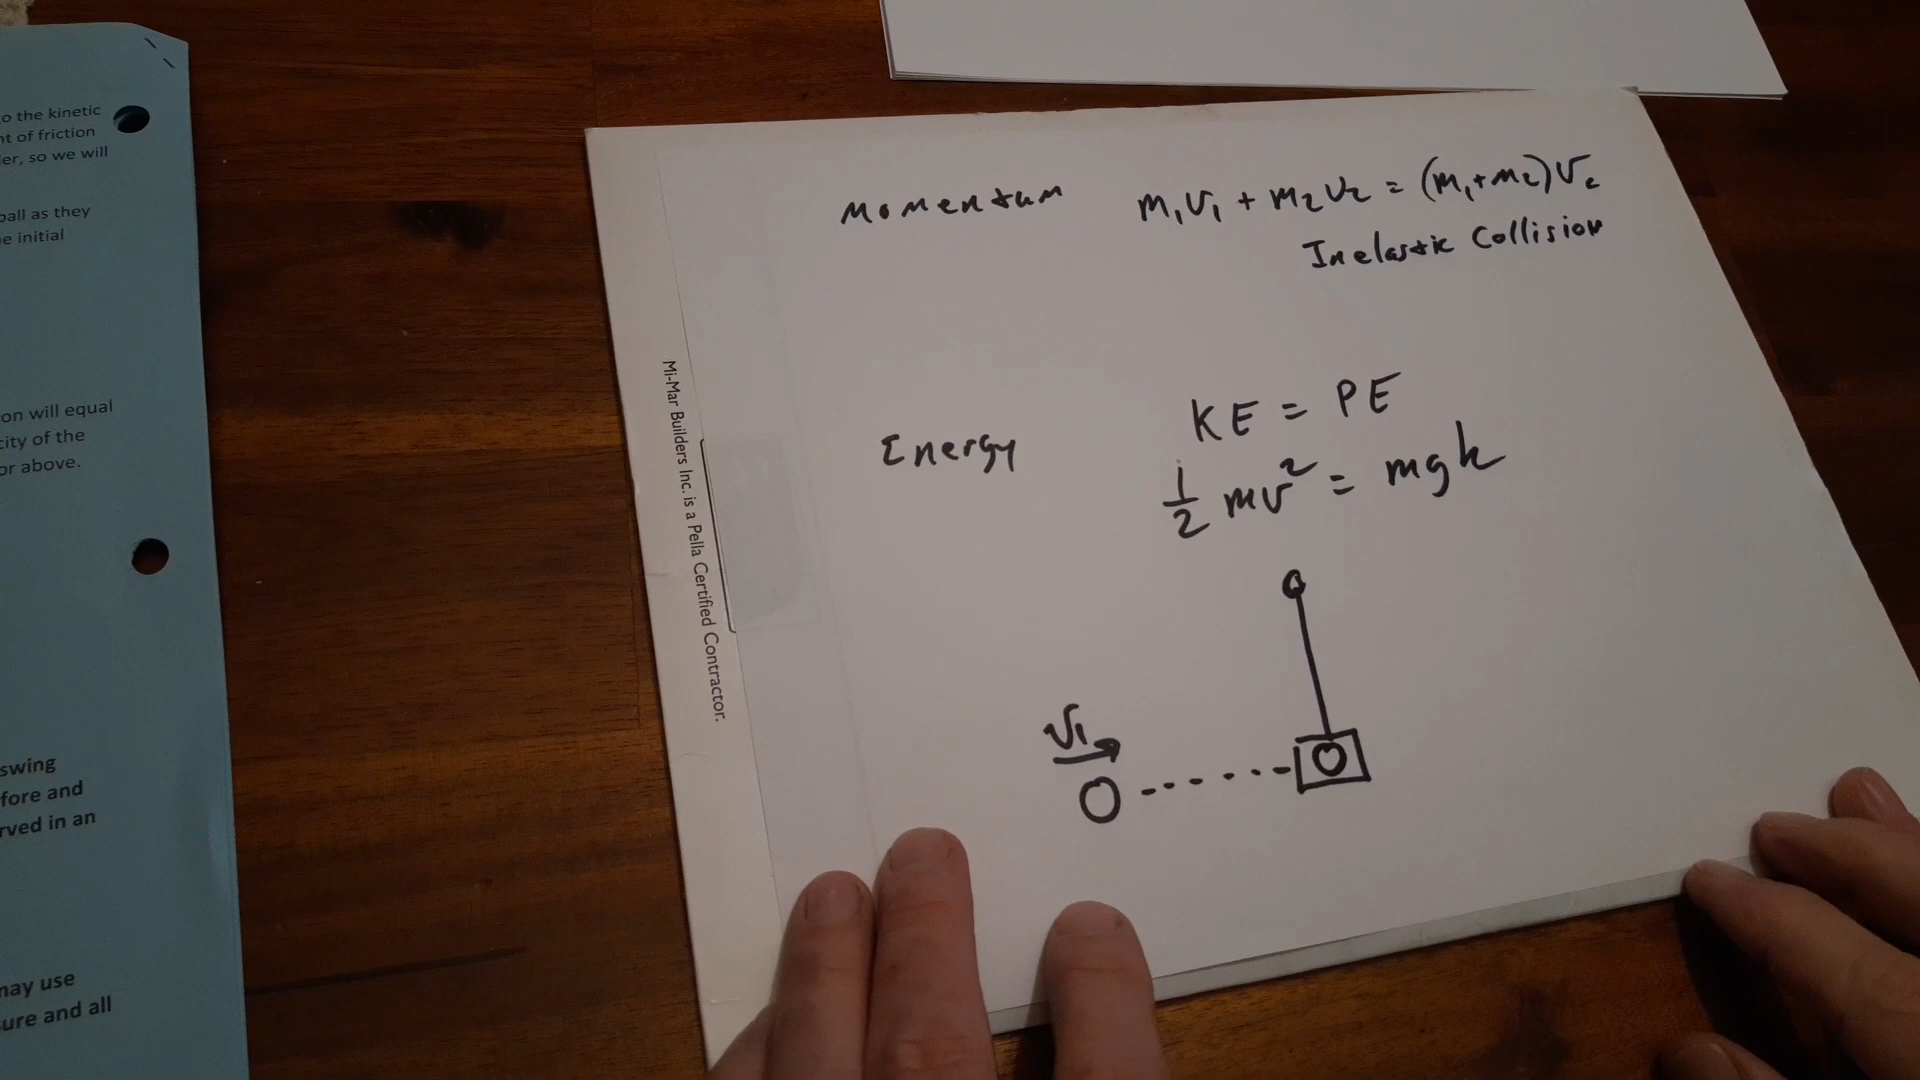 o the kinetic
nt of friction
er, so we will
ball as they
e initial
on will equal
city of the
or above.
swing
fore and
rved in an
may use
ure and all
Mi-Mar Builders Inc. is a Pella Certified Contractor.
Momentum m₁v₁ + m₂v₂ = (m₁+m₂)v_c
Inelastic Collision
KE = PE
Energy
½ mv² = mgh
v₁